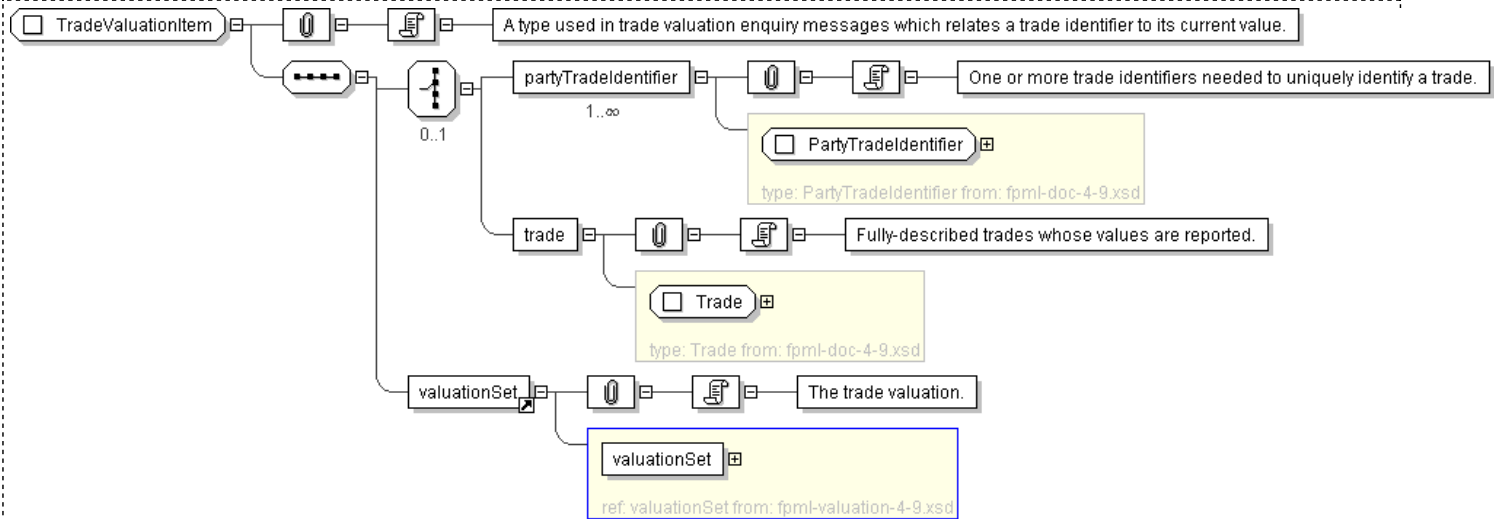 TradeValuationItem
A type used in trade valuation enquiry messages which relates a trade identifier to its current value.
0..1
partyTradeIdentifier
1..∞
One or more trade identifiers needed to uniquely identify a trade.
PartyTradeIdentifier
type: PartyTradeIdentifier from: fpml-doc-4-9.xsd
trade
Fully-described trades whose values are reported.
Trade
type: Trade from: fpml-doc-4-9.xsd
valuationSet
The trade valuation.
valuationSet
ref: valuationSet from: fpml-valuation-4-9.xsd